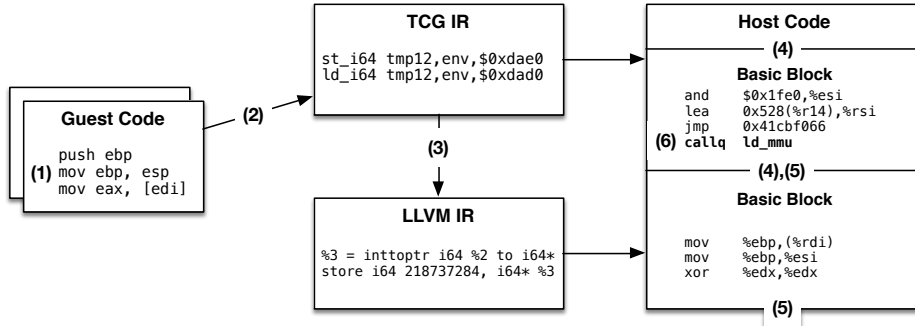 TCG IR
st_i64 tmp12,env,$0xdae0
ld_i64 tmp12,env,$0xdad0
Guest Code
push ebp
(1) mov ebp, esp
mov eax, [edi]
(2)
(3)
LLVM IR
%3 = inttoptr i64 %2 to i64*
store i64 218737284, i64* %3
Host Code
(4)
Basic Block
and $0x1fe0,%esi
lea 0x528(%r14),%rsi
jmp 0x41cbf066
(6) callq ld_mmu
(4),(5)
Basic Block
mov %ebp,(%rdi)
mov %ebp,%esi
xor %edx,%edx
(5)